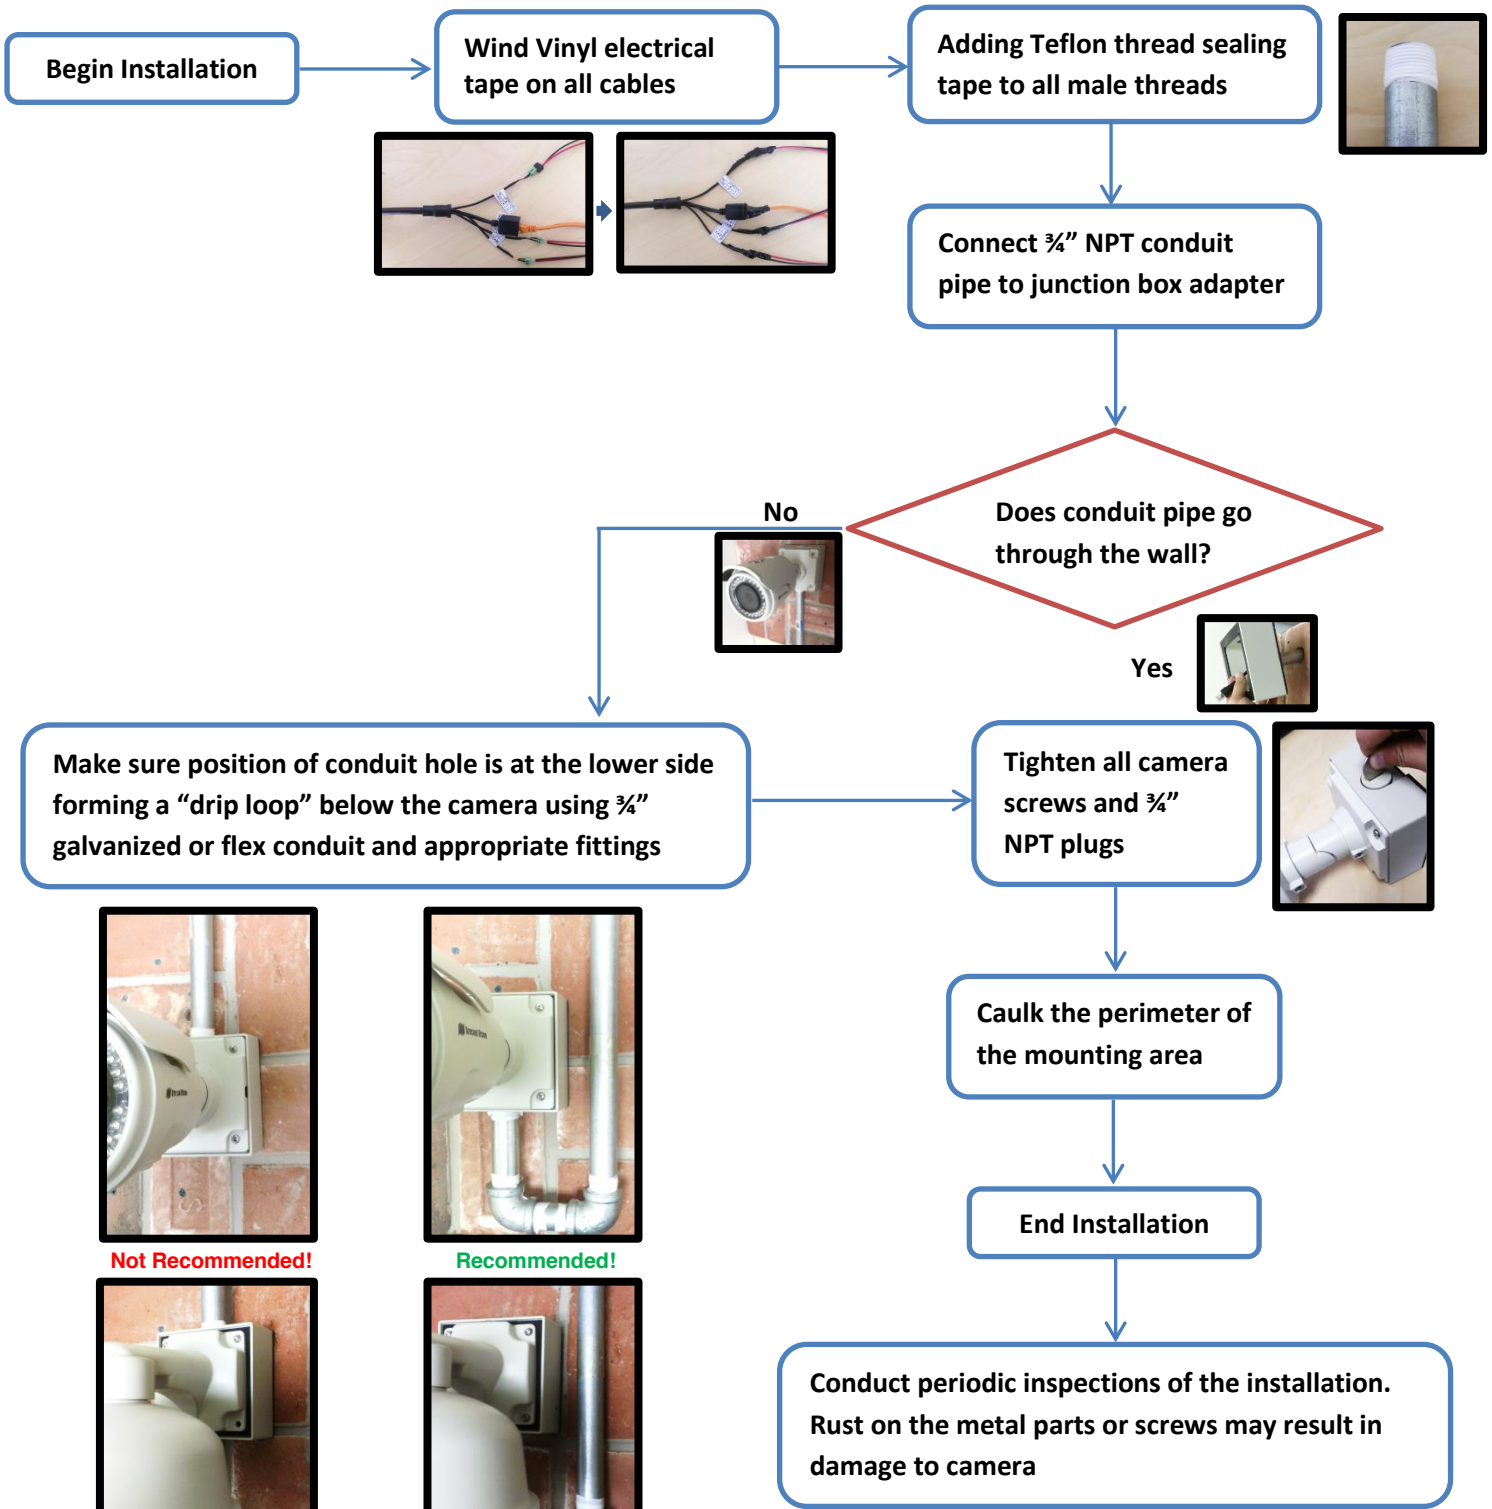 Begin Installation
Wind Vinyl electrical
tape on all cables
Adding Teflon thread sealing
tape to all male threads
Connect ¾” NPT conduit
pipe to junction box adapter
Does conduit pipe go
through the wall?
No
Yes
Make sure position of conduit hole is at the lower side
forming a “drip loop” below the camera using ¾”
galvanized or flex conduit and appropriate fittings
Tighten all camera
screws and ¾”
NPT plugs
Caulk the perimeter of
the mounting area
End Installation
Not Recommended!
Recommended!
Conduct periodic inspections of the installation.
Rust on the metal parts or screws may result in
damage to camera